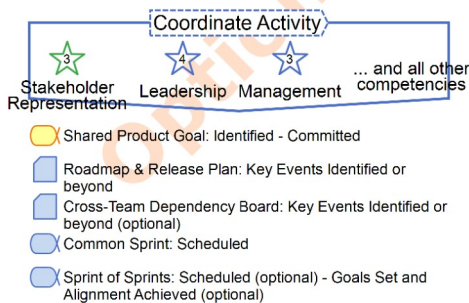 Coordinate Activity
3
4
3
Stakeholder
Representation
Leadership
Management
... and all other
competencies
Shared Product Goal: Identified - Committed
Roadmap & Release Plan: Key Events Identified or
beyond
Cross-Team Dependency Board: Key Events Identified or
beyond (optional)
Common Sprint: Scheduled
Sprint of Sprints: Scheduled (optional) - Goals Set and
Alignment Achieved (optional)